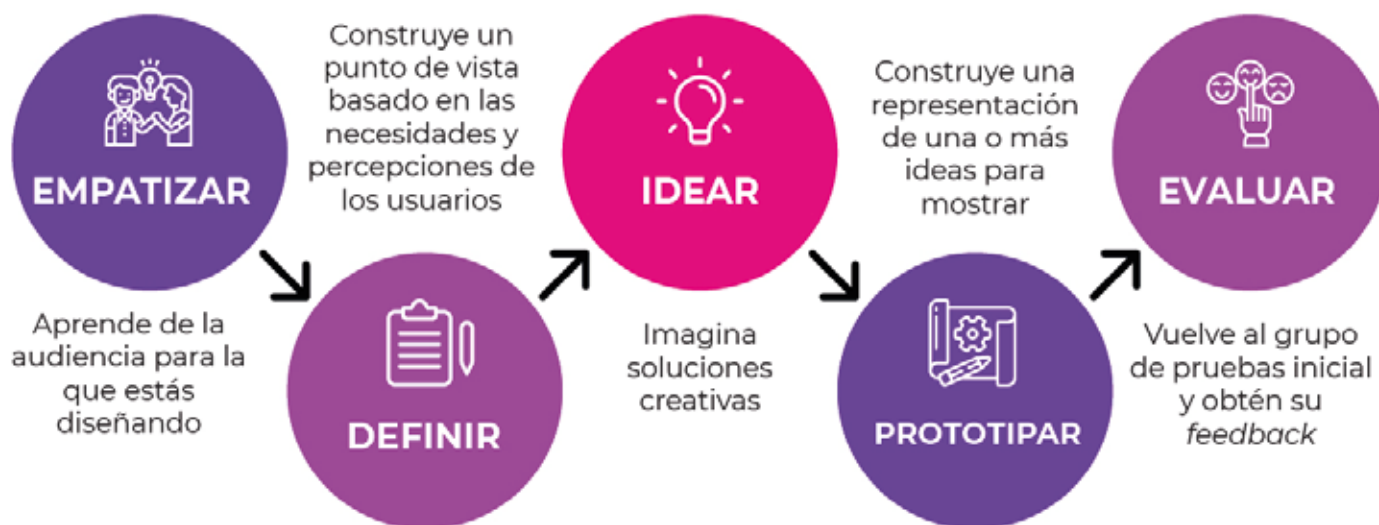 EMPATIZAR
Aprende de la
audiencia para la
que estás
diseñando
Construye un
punto de vista
basado en las
necesidades y
percepciones de
los usuarios
DEFINIR
IDEAR
Imagina
soluciones
creativas
Construye una
representación
de una o más
ideas para
mostrar
PROTOTIPAR
EVALUAR
Vuelve al grupo
de pruebas inicial
y obtén su
feedback